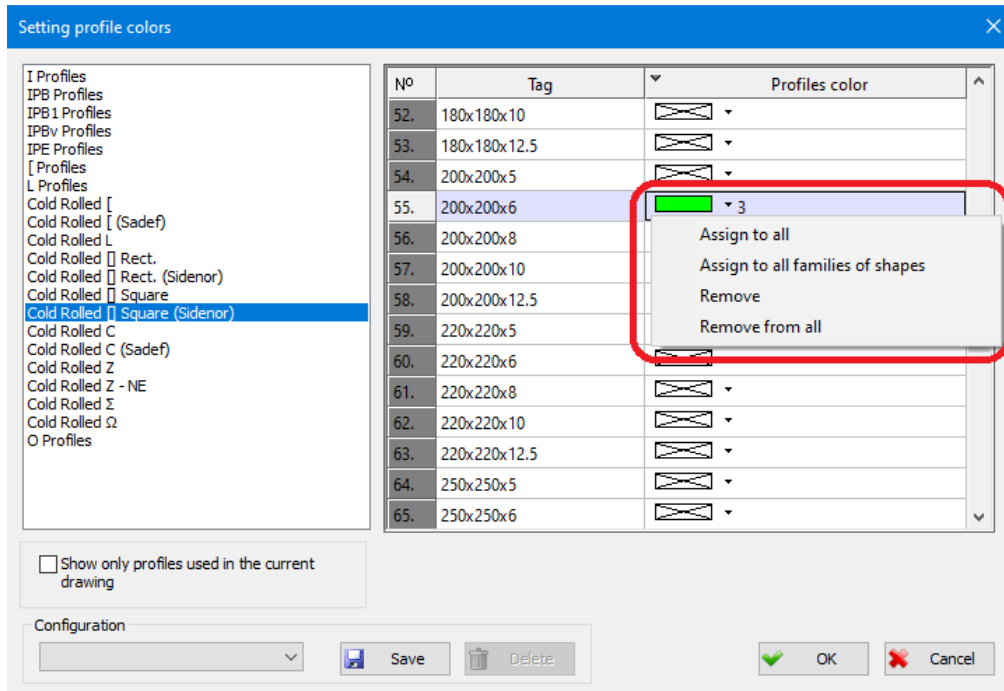 Setting profile colors
I Profiles
IPB Profiles
IPB1 Profiles
IPBv Profiles
IPE Profiles
[ Profiles
L Profiles
Cold Rolled [
Cold Rolled [ (Sadef)
Cold Rolled L
Cold Rolled [] Rect.
Cold Rolled [] Rect. (Sidenor)
Cold Rolled [] Square
Cold Rolled [] Square (Sidenor)
Cold Rolled C
Cold Rolled C (Sadef)
Cold Rolled Z
Cold Rolled Z - NE
Cold Rolled Σ
Cold Rolled Ω
O Profiles
Nº Tag Profiles color
52. 180x180x10
53. 180x180x12.5
54. 200x200x5
55. 200x200x6 3
56. 200x200x8
57. 200x200x10
58. 200x200x12.5
59. 220x220x5
60. 220x220x6
61. 220x220x8
62. 220x220x10
63. 220x220x12.5
64. 250x250x5
65. 250x250x6
Assign to all
Assign to all families of shapes
Remove
Remove from all
Show only profiles used in the current
drawing
Configuration
Save Delete OK Cancel